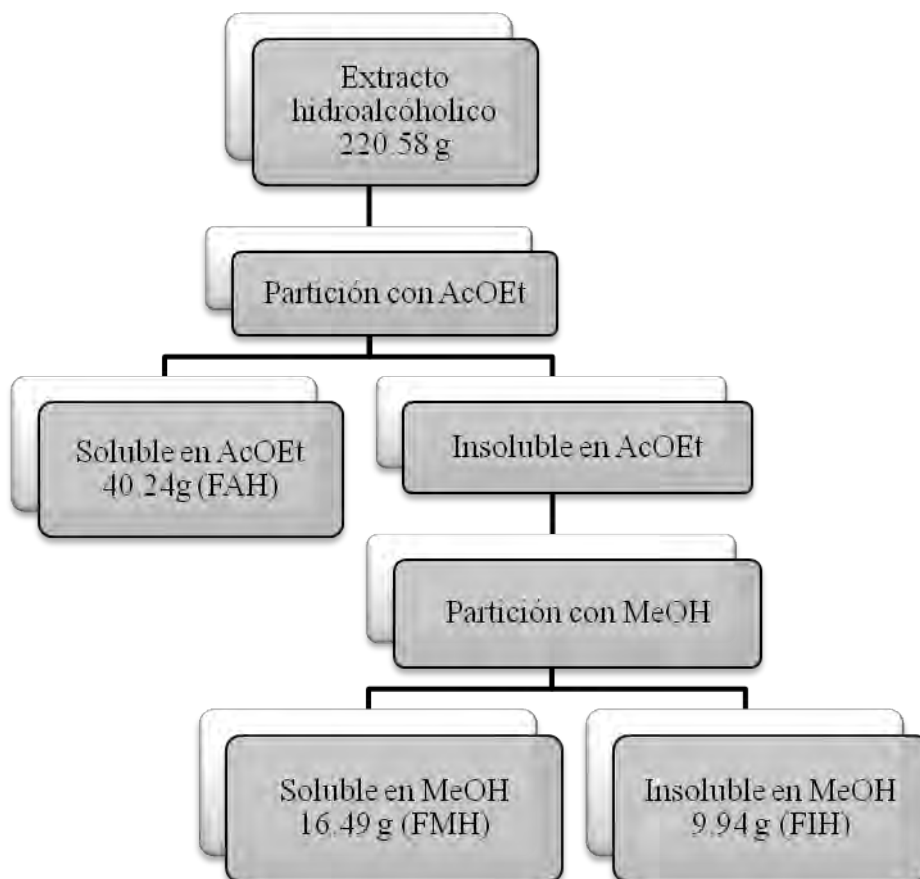 Extracto
hidroalcóholico
220.58 g
Partición con AcOEt
Soluble en AcOEt
40.24g (FAH)
Insoluble en AcOEt
Partición con MeOH
Soluble en MeOH
16.49 g (FMH)
Insoluble en MeOH
9.94 g (FIH)